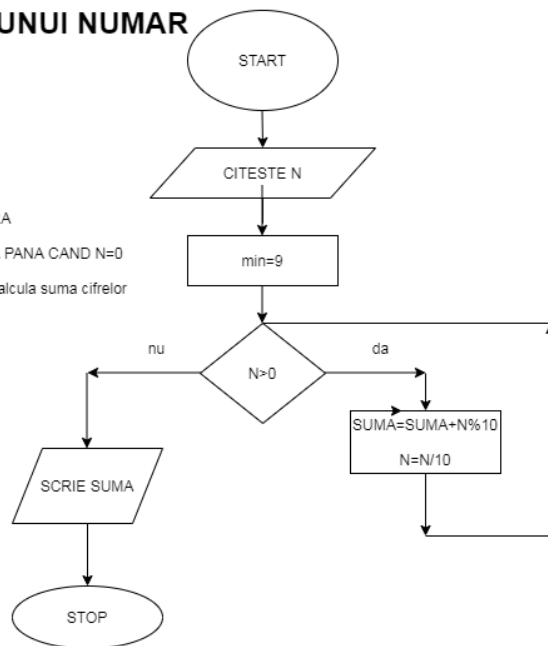 UNUI NUMAR
START
CITESTE N
PANA CAND N=0
min=9
alcula suma cifrelor
nu
da
N>0
SUMA=SUMA+N%10
N=N/10
SCRIE SUMA
STOP